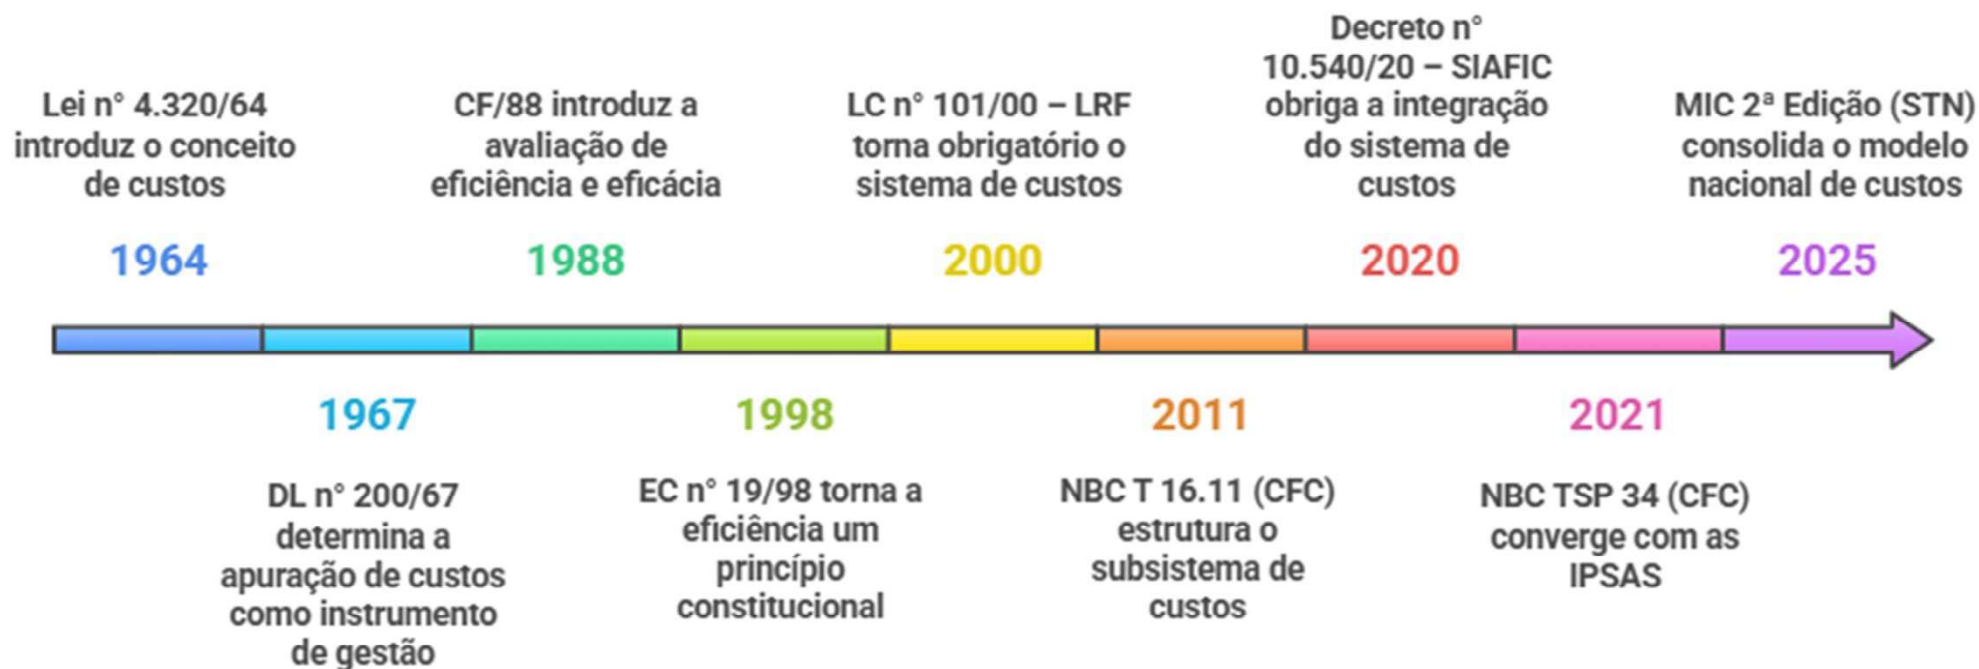 Lei n° 4.320/64
introduz o conceito
de custos
1964
DL n° 200/67
determina a
apuração de custos
como instrumento
de gestão
1967
CF/88 introduz a
avaliação de
eficiência e eficácia
1988
EC n° 19/98 torna a
eficiência um
princípio
constitucional
1998
LC n° 101/00 – LRF
torna obrigatório o
sistema de custos
2000
NBC T 16.11 (CFC)
estrutura o
subsistema de
custos
2011
Decreto n°
10.540/20 – SIAFIC
obriga a integração
do sistema de
custos
2020
NBC TSP 34 (CFC)
converge com as
IPSAS
2021
MIC 2ª Edição (STN)
consolida o modelo
nacional de custos
2025